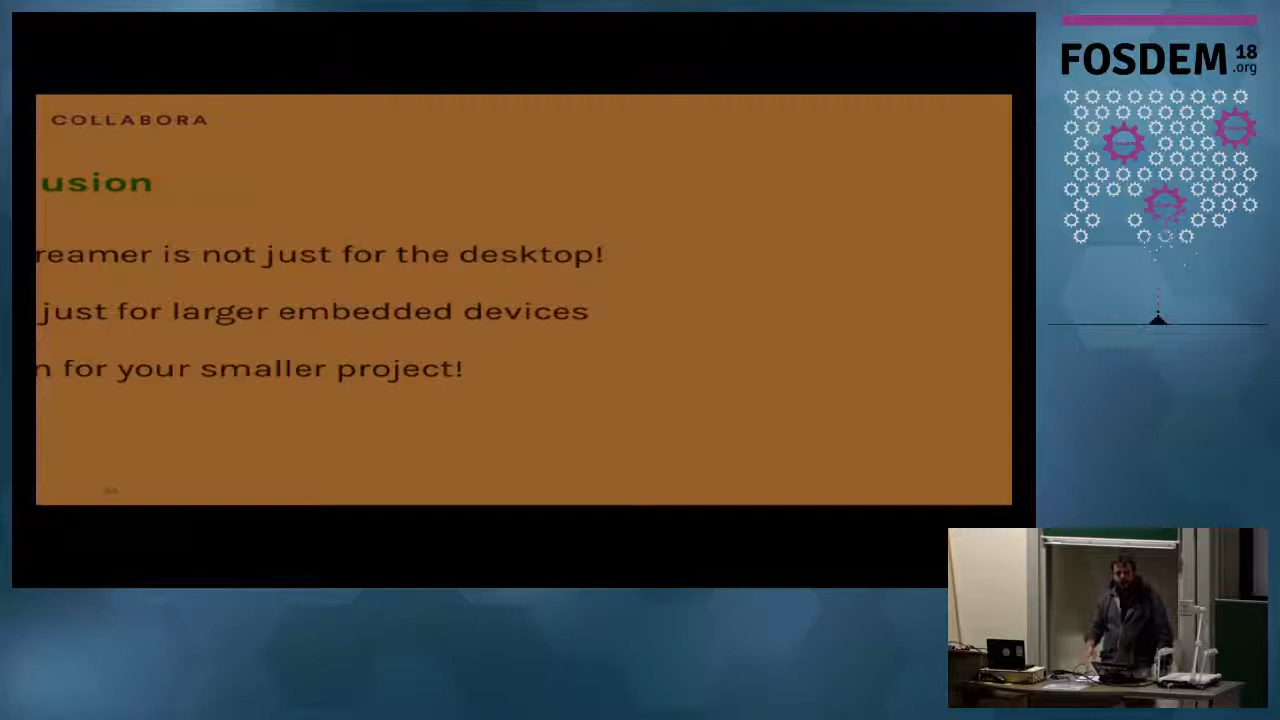 COLLABORA
usion
reamer is not just for the desktop!
just for larger embedded devices
n for your smaller project!
FOSDEM 18
.org